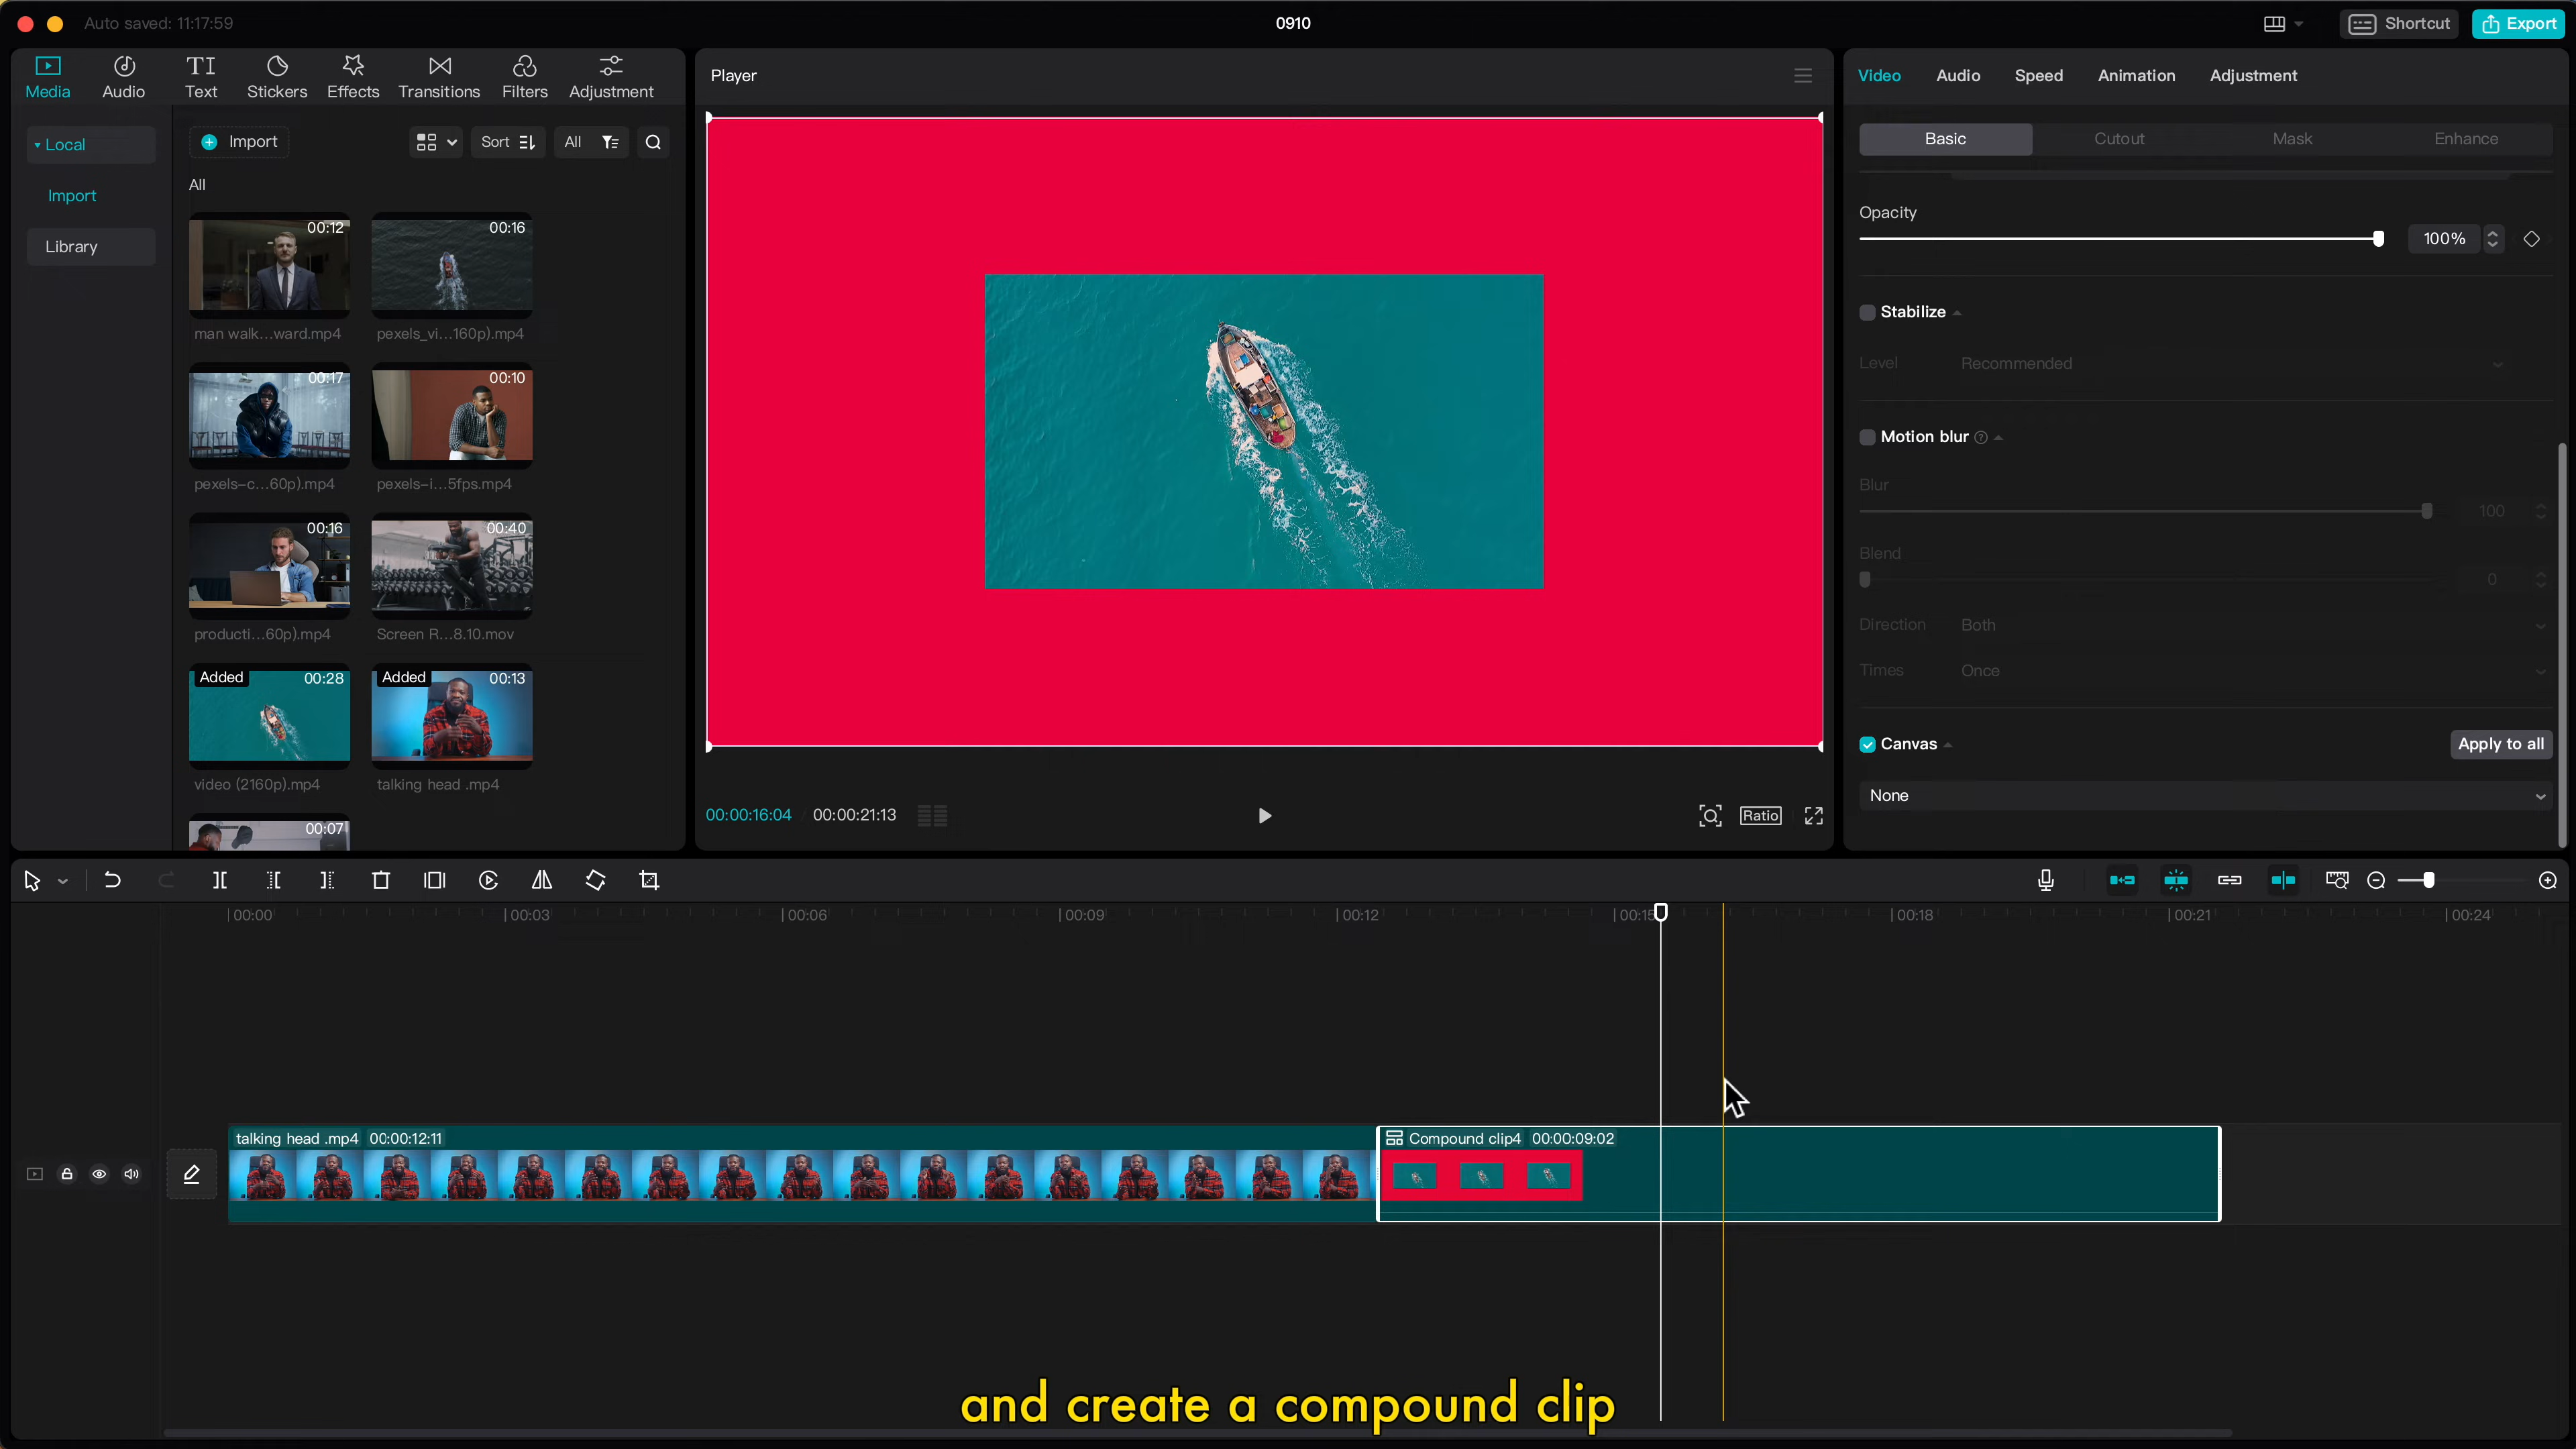 Auto saved: 11:17:59
0910
Shortcut
Export
Media
Audio
Text
Stickers
Effects
Transitions
Filters
Adjustment
Local
Import
Library
Import
Sort
All
All
00:12
man walk...ward.mp4
00:16
pexels_vi...160p).mp4
00:17
pexels-c...60p).mp4
00:10
pexels-i...5fps.mp4
00:16
producti...60p).mp4
00:40
Screen R...8.10.mov
Added
00:28
video (2160p).mp4
Added
00:13
talking head .mp4
00:07
Player
00:00:16:04 / 00:00:21:13
Ratio
Video
Audio
Speed
Animation
Adjustment
Basic
Cutout
Mask
Enhance
Opacity
100%
Stabilize
Level Recommended
Motion blur
Blur
100
Blend
0
Direction Both
Times Once
Canvas
Apply to all
None
00:00
00:03
00:06
00:09
00:12
00:15
00:18
00:21
00:24
talking head .mp4 00:00:12:11
Compound clip4 00:00:09:02
and create a compound clip